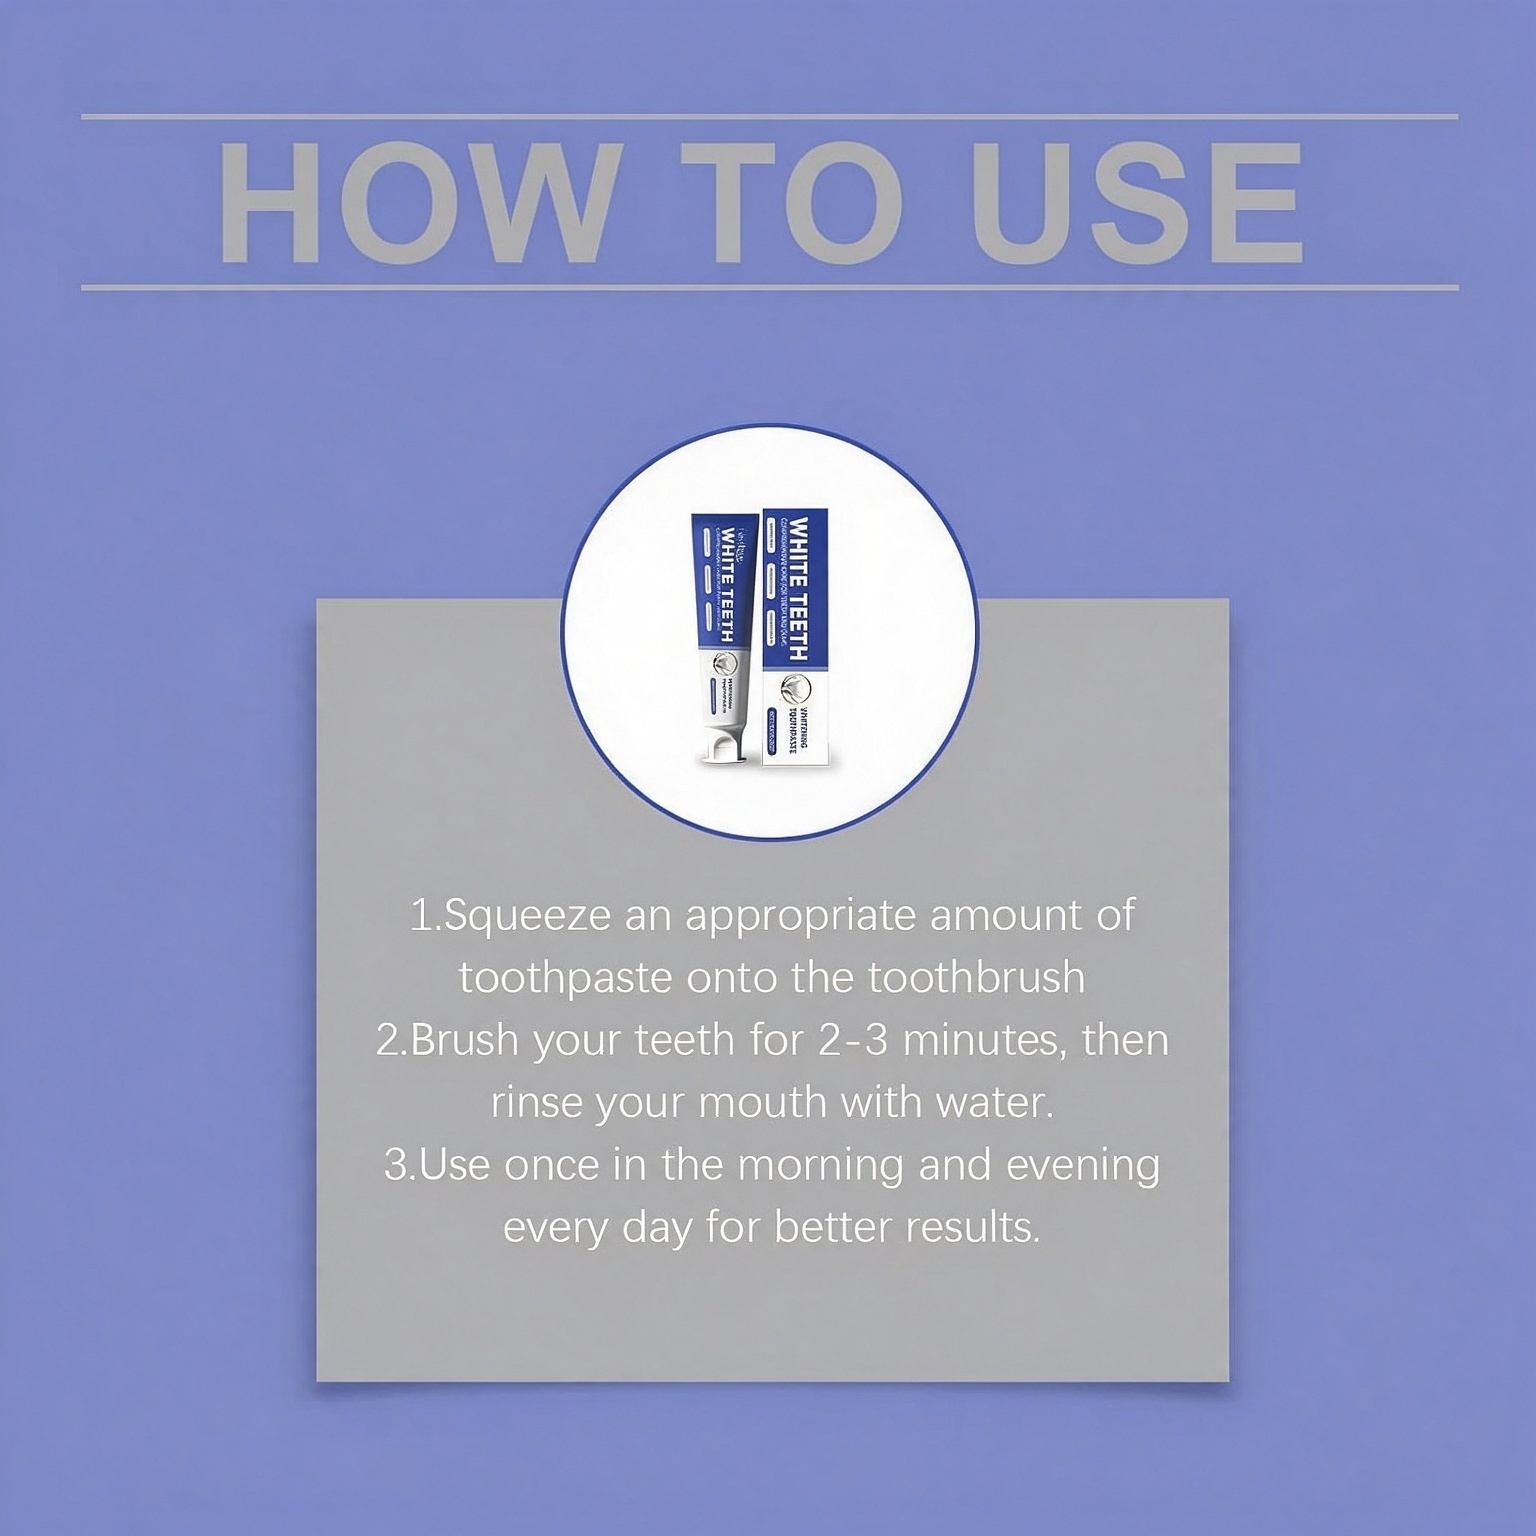 HOW TO USE
WHITE TEETH
WHITE TEETH
WHITENING
TOOTHPASTE
1.Squeeze an appropriate amount of
toothpaste onto the toothbrush
2.Brush your teeth for 2-3 minutes, then
rinse your mouth with water.
3.Use once in the morning and evening
every day for better results.